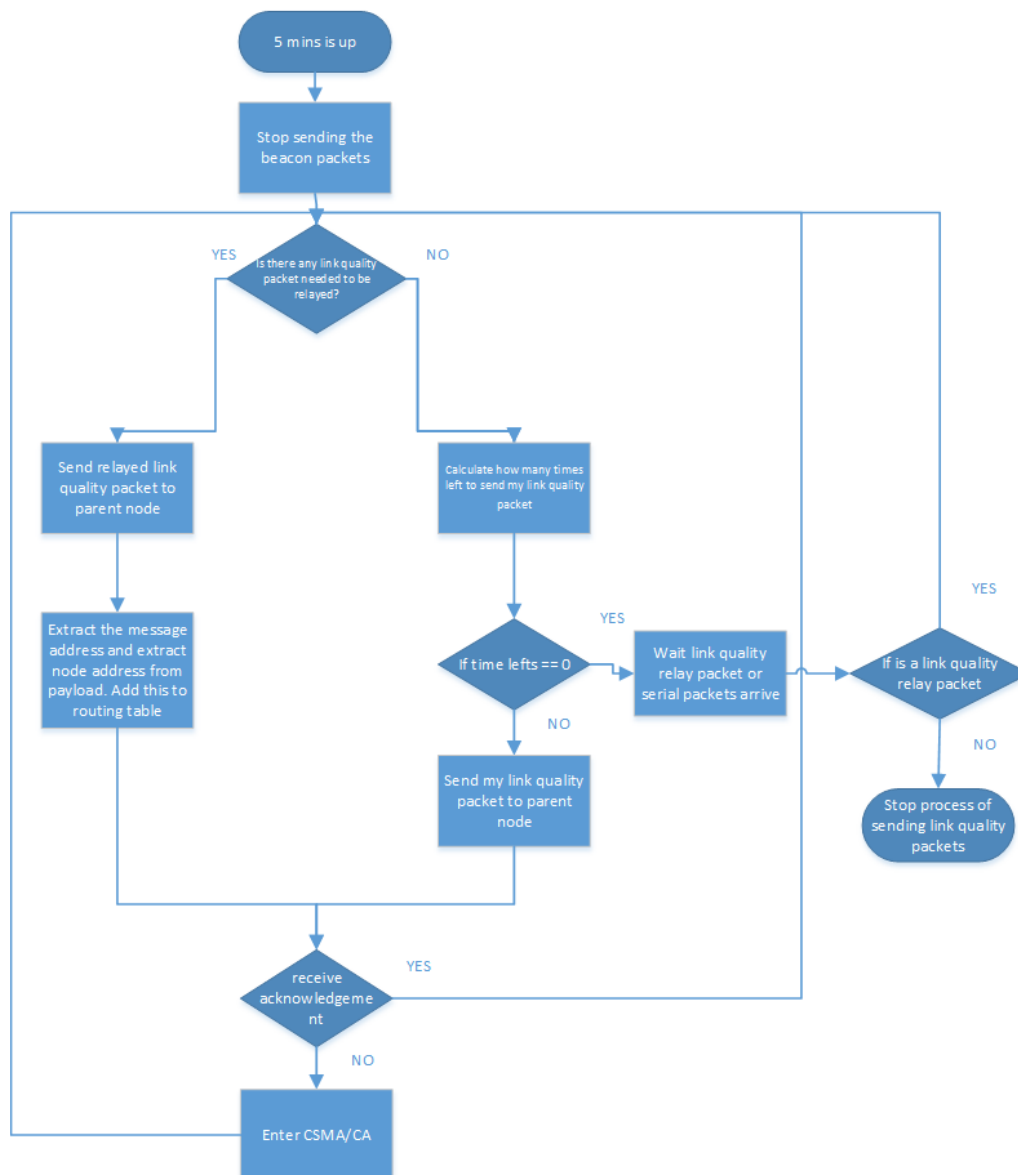 5 mins is up
Stop sending the
beacon packets
YES
NO
Is there any link quality
packet needed to be
relayed?
Send relayed link
quality packet to
parent node
Calculate how many times
left to send my link quality
packet
Extract the message
address and extract
node address from
payload. Add this to
routing table
If time lefts == 0
YES
Wait link quality
relay packet or
serial packets arrive
YES
If is a link quality
relay packet
NO
NO
Send my link quality
packet to parent
node
Stop process of
sending link quality
packets
receive
acknowledgeme
nt
YES
NO
Enter CSMA/CA